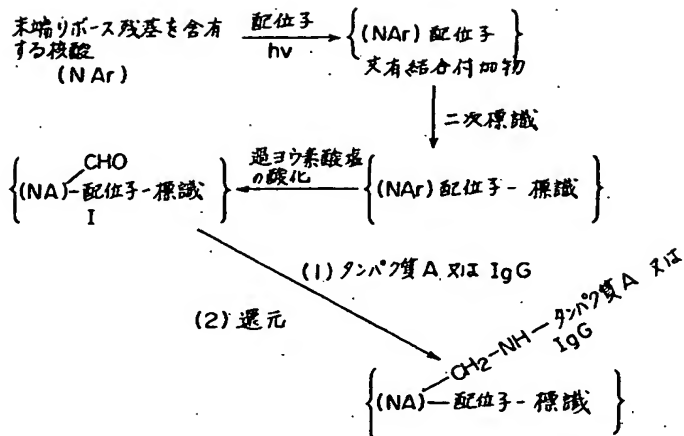 末端リボース残基を含有
する核酸
(NAr)
配位子
hν
{(NAr)配位子}
共有結合付加物
二次標識
{(NAr)配位子-標識}
過ヨウ素酸塩
の酸化
CHO
{(NA)-配位子-標識}
I
(1)タンパク質A 又は IgG
(2)還元
CH2-NH-タンパク質A 又は
IgG
{(NA)-配位子-標識}